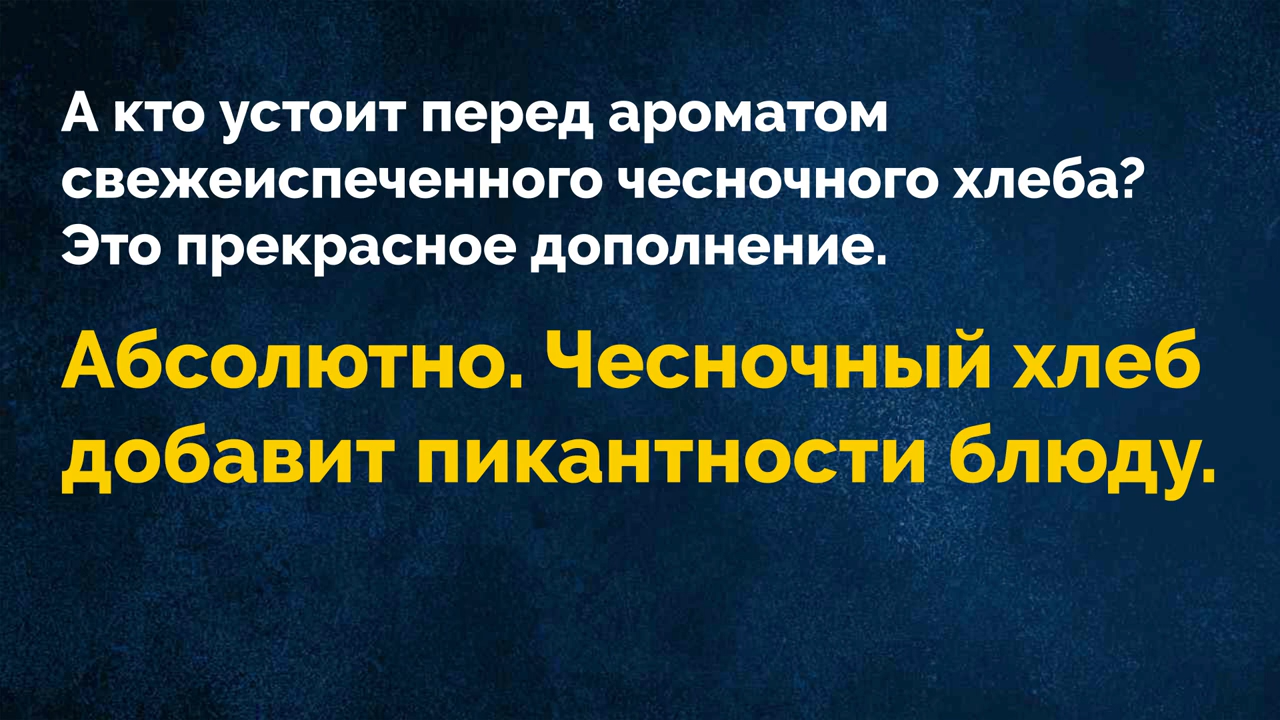 А кто устоит перед ароматом
свежеиспеченного чесночного хлеба?
Это прекрасное дополнение.
Абсолютно. Чесночный хлеб
добавит пикантности блюду.